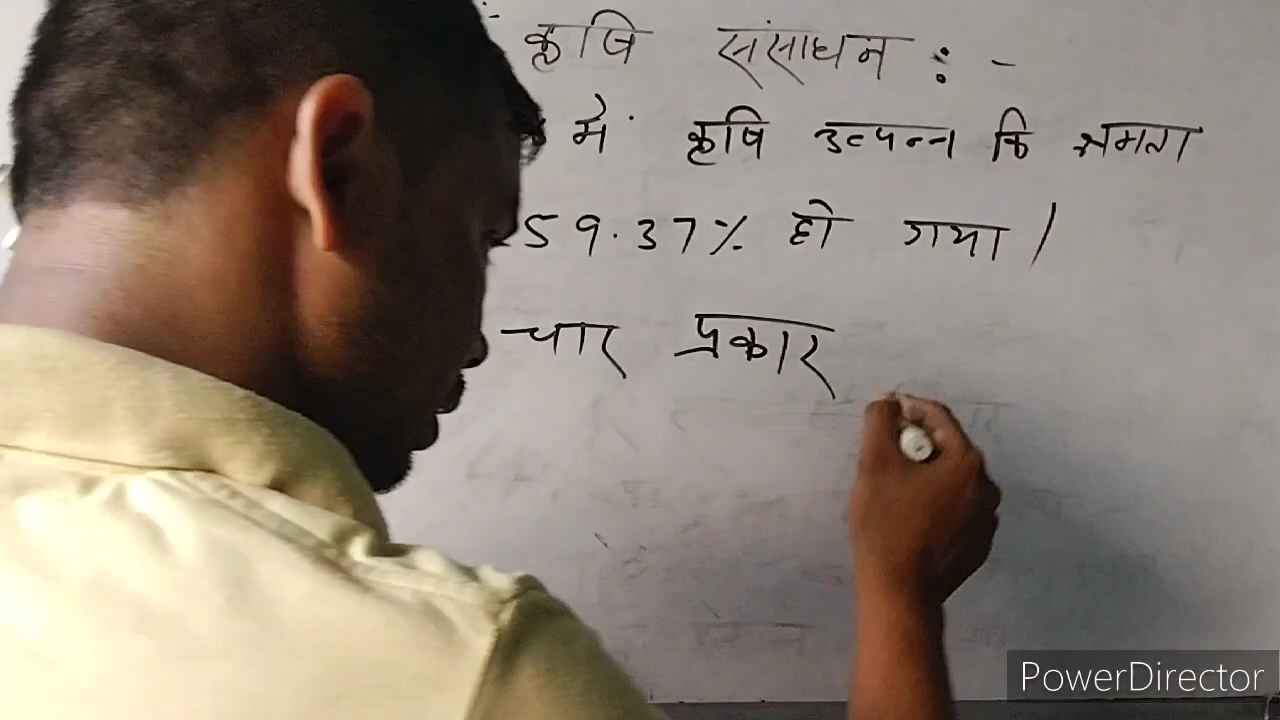 कृषि संसाधन : -
में कृषि उत्पन्न कि क्षमता
59.37% हो गया।
चार प्रकार
PowerDirector